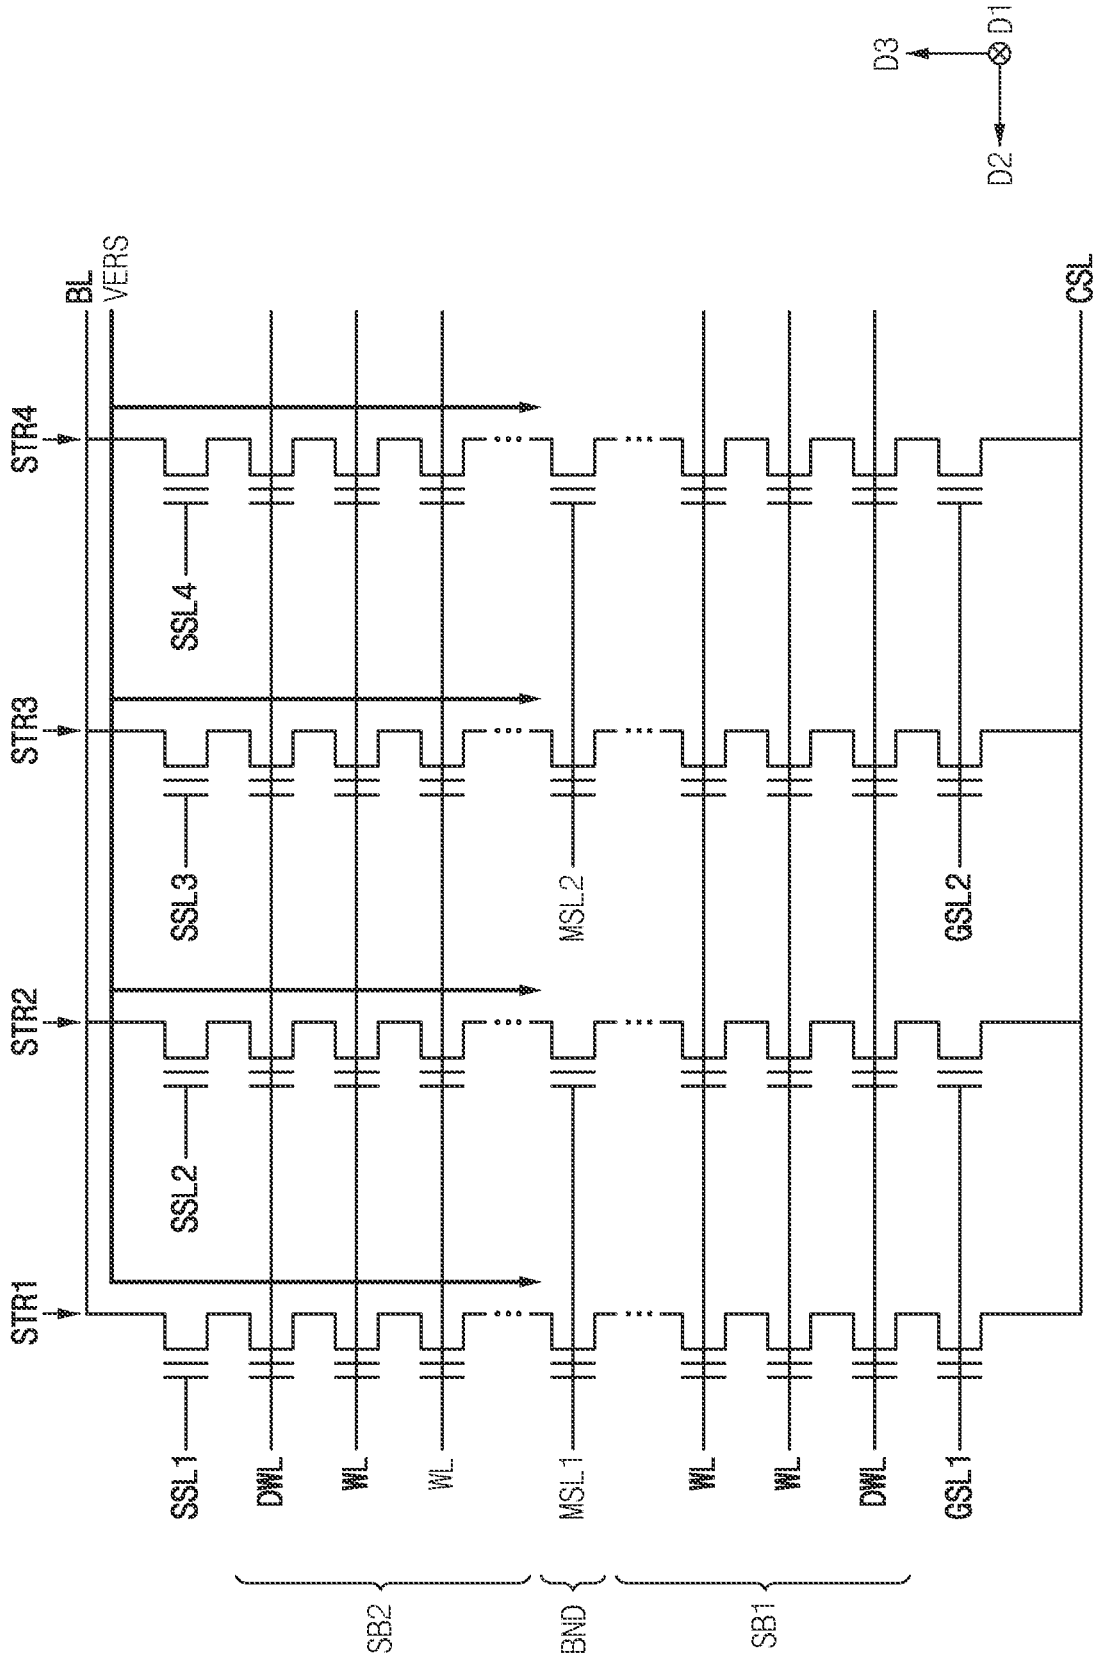 D3
D1
D2
BL
VERS
CSL
STR4
SSL4
STR3
SSL3
MSL2
GSL2
STR2
SSL2
STR1
SSL1
DWL
WL
WL
MSL1
WL
WL
DWL
GSL1
SB2
BND
SB1